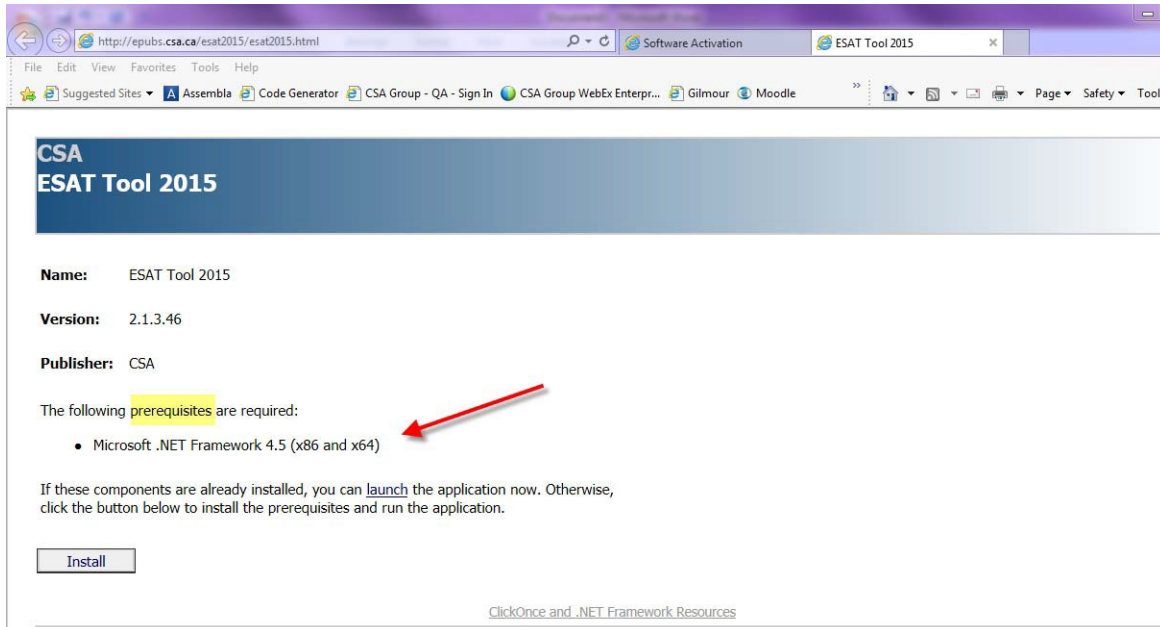 http://epubs.csa.ca/esat2015/esat2015.html
Software Activation
ESAT Tool 2015
File Edit View Favorites Tools Help
Suggested Sites Assembla Code Generator CSA Group - QA - Sign In CSA Group WebEx Enterpr... Gilmour Moodle Page Safety Tool
CSA
ESAT Tool 2015
Name: ESAT Tool 2015
Version: 2.1.3.46
Publisher: CSA
The following prerequisites are required:
• Microsoft .NET Framework 4.5 (x86 and x64)
If these components are already installed, you can launch the application now. Otherwise,
click the button below to install the prerequisites and run the application.
Install
ClickOnce and .NET Framework Resources